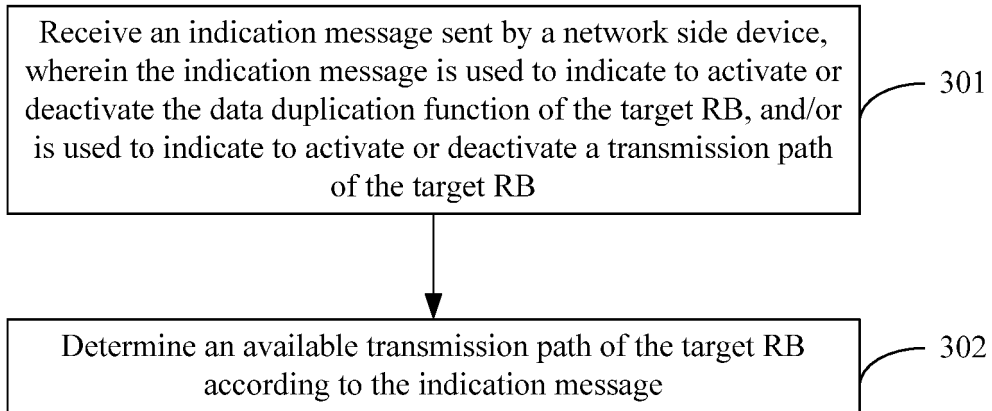 Receive an indication message sent by a network side device,
wherein the indication message is used to indicate to activate or
deactivate the data duplication function of the target RB, and/or
is used to indicate to activate or deactivate a transmission path
of the target RB
301
Determine an available transmission path of the target RB
according to the indication message
302